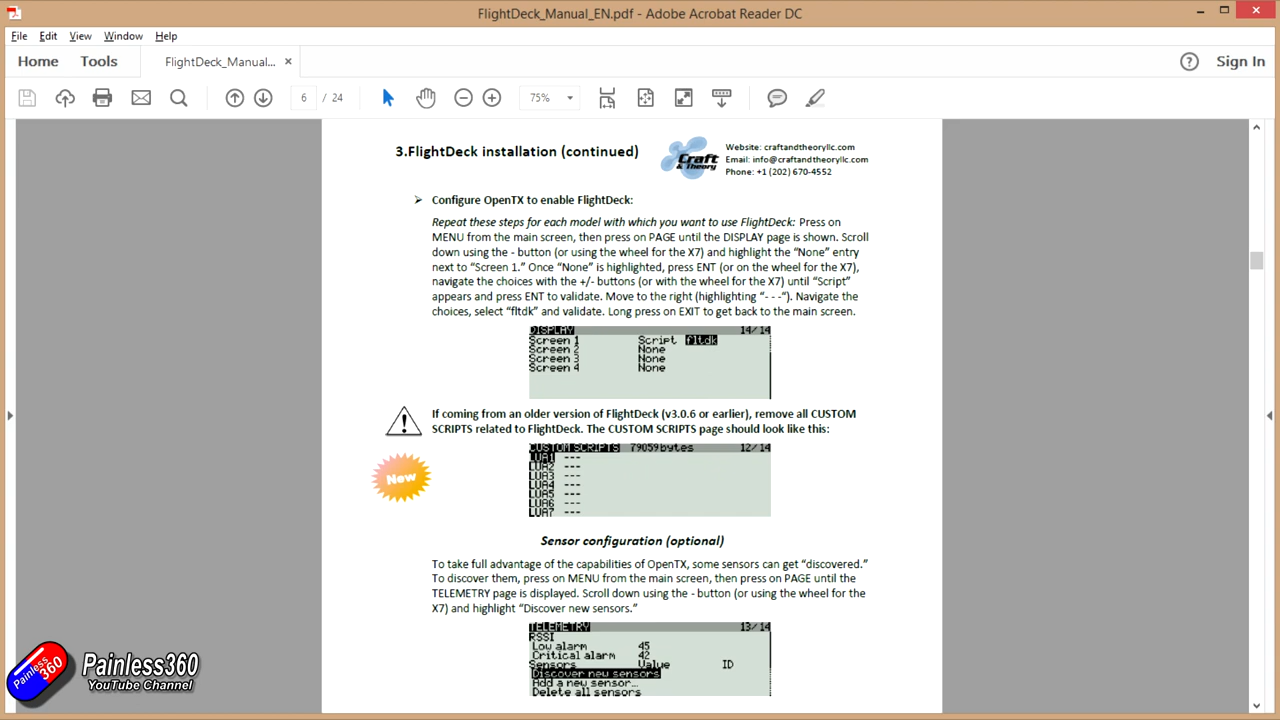 FlightDeck_Manual_EN.pdf - Adobe Acrobat Reader DC
File Edit View Window Help
Home Tools FlightDeck_Manual... × ? Sign In
6 / 24 75%
3.FlightDeck installation (continued)
Craft & Theory
Website: craftandtheoryllc.com
Email: info@craftandtheoryllc.com
Phone: +1 (202) 670-4552
➢ Configure OpenTX to enable FlightDeck:
Repeat these steps for each model with which you want to use FlightDeck: Press on
MENU from the main screen, then press on PAGE until the DISPLAY page is shown. Scroll
down using the - button (or using the wheel for the X7) and highlight the “None” entry
next to “Screen 1.” Once “None” is highlighted, press ENT (or on the wheel for the X7),
navigate the choices with the +/- buttons (or with the wheel for the X7) until “Script”
appears and press ENT to validate. Move to the right (highlighting “- - -“). Navigate the
choices, select “fltdk” and validate. Long press on EXIT to get back to the main screen.
DISPLAY 14/14
Screen 1 Script fltdk
Screen 2 None
Screen 3 None
Screen 4 None
! If coming from an older version of FlightDeck (v3.0.6 or earlier), remove all CUSTOM
SCRIPTS related to FlightDeck. The CUSTOM SCRIPTS page should look like this:
New
CUSTOM SCRIPTS 79059bytes 12/14
LUA1 ---
LUA2 ---
LUA3 ---
LUA4 ---
LUA5 ---
LUA6 ---
LUA7 ---
Sensor configuration (optional)
To take full advantage of the capabilities of OpenTX, some sensors can get “discovered.”
To discover them, press on MENU from the main screen, then press on PAGE until the
TELEMETRY page is displayed. Scroll down using the - button (or using the wheel for the
X7) and highlight “Discover new sensors.”
TELEMETRY 13/14
RSSI
Low alarm 45
Critical alarm 42
Sensors Value ID
Discover new sensors
Add a new sensor...
Delete all sensors
Painless 360
Painless360
YouTube Channel